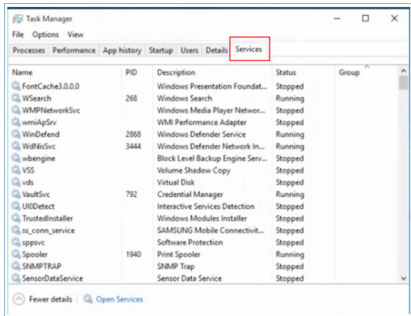 Task Manager
File Options View
Processes Performance App history Startup Users Details Services
Name PID Description Status Group
FontCache3.0.0.0 Windows Presentation Foundat... Stopped
WSearch 268 Windows Search Running
WMPNetworkSvc Windows Media Player Networ... Stopped
wmiApSrv WMI Performance Adapter Stopped
WinDefend 2868 Windows Defender Service Running
WdNisSvc 3444 Windows Defender Network In... Running
wbengine Block Level Backup Engine Serv... Stopped
VSS Volume Shadow Copy Stopped
vds Virtual Disk Stopped
VaultSvc 792 Credential Manager Running
UI0Detect Interactive Services Detection Stopped
TrustedInstaller Windows Modules Installer Stopped
ss_conn_service SAMSUNG Mobile Connectivit... Stopped
sppsvc Software Protection Stopped
Spooler 1940 Print Spooler Running
SNMPTRAP SNMP Trap Stopped
SensorDataService Sensor Data Service Stopped
Fewer details Open Services